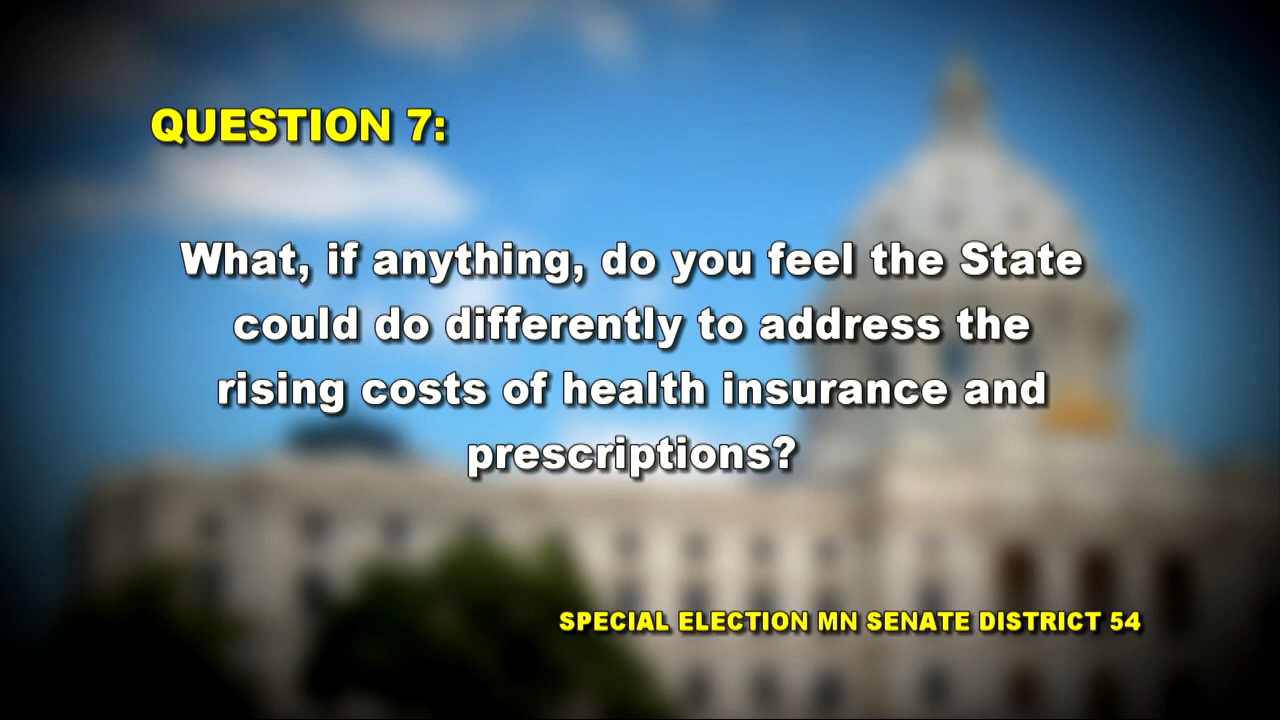 QUESTION 7:
What, if anything, do you feel the State
could do differently to address the
rising costs of health insurance and
prescriptions?
SPECIAL ELECTION MN SENATE DISTRICT 54